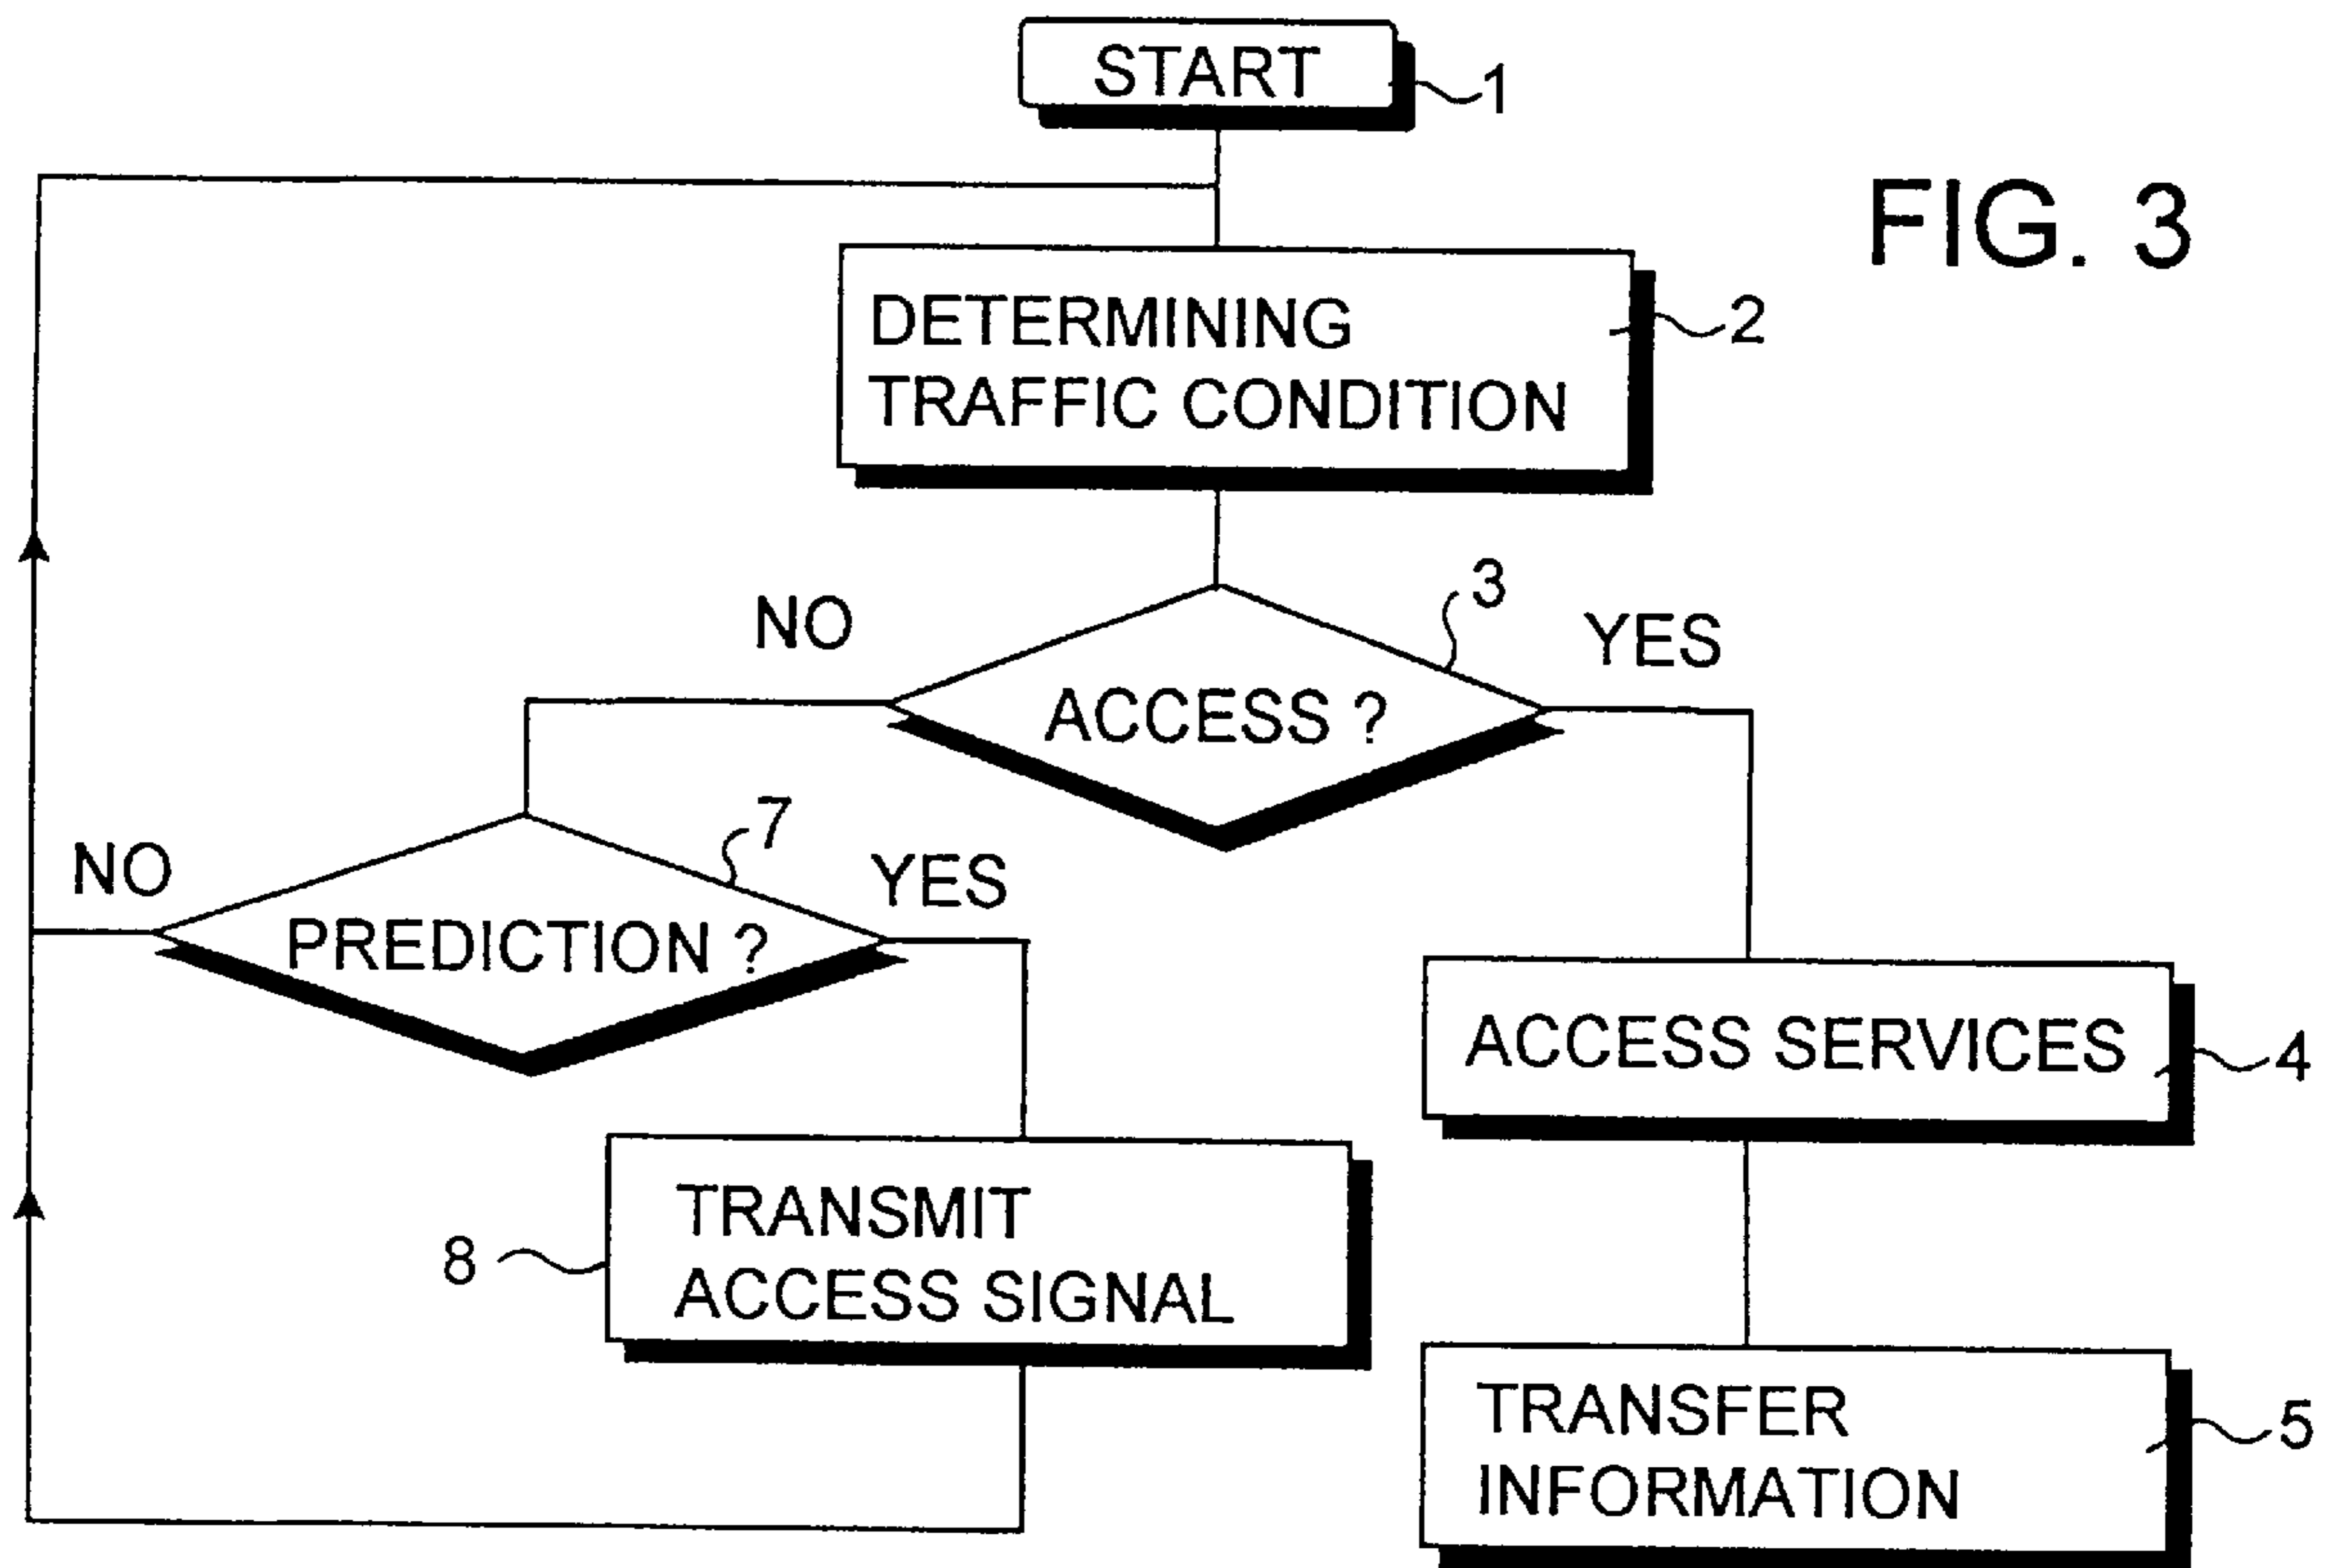 START
1
FIG. 3
DETERMINING
TRAFFIC CONDITION
2
NO
3
YES
ACCESS ?
7
NO
YES
PREDICTION ?
ACCESS SERVICES
4
TRANSMIT
ACCESS SIGNAL
8
TRANSFER
INFORMATION
5